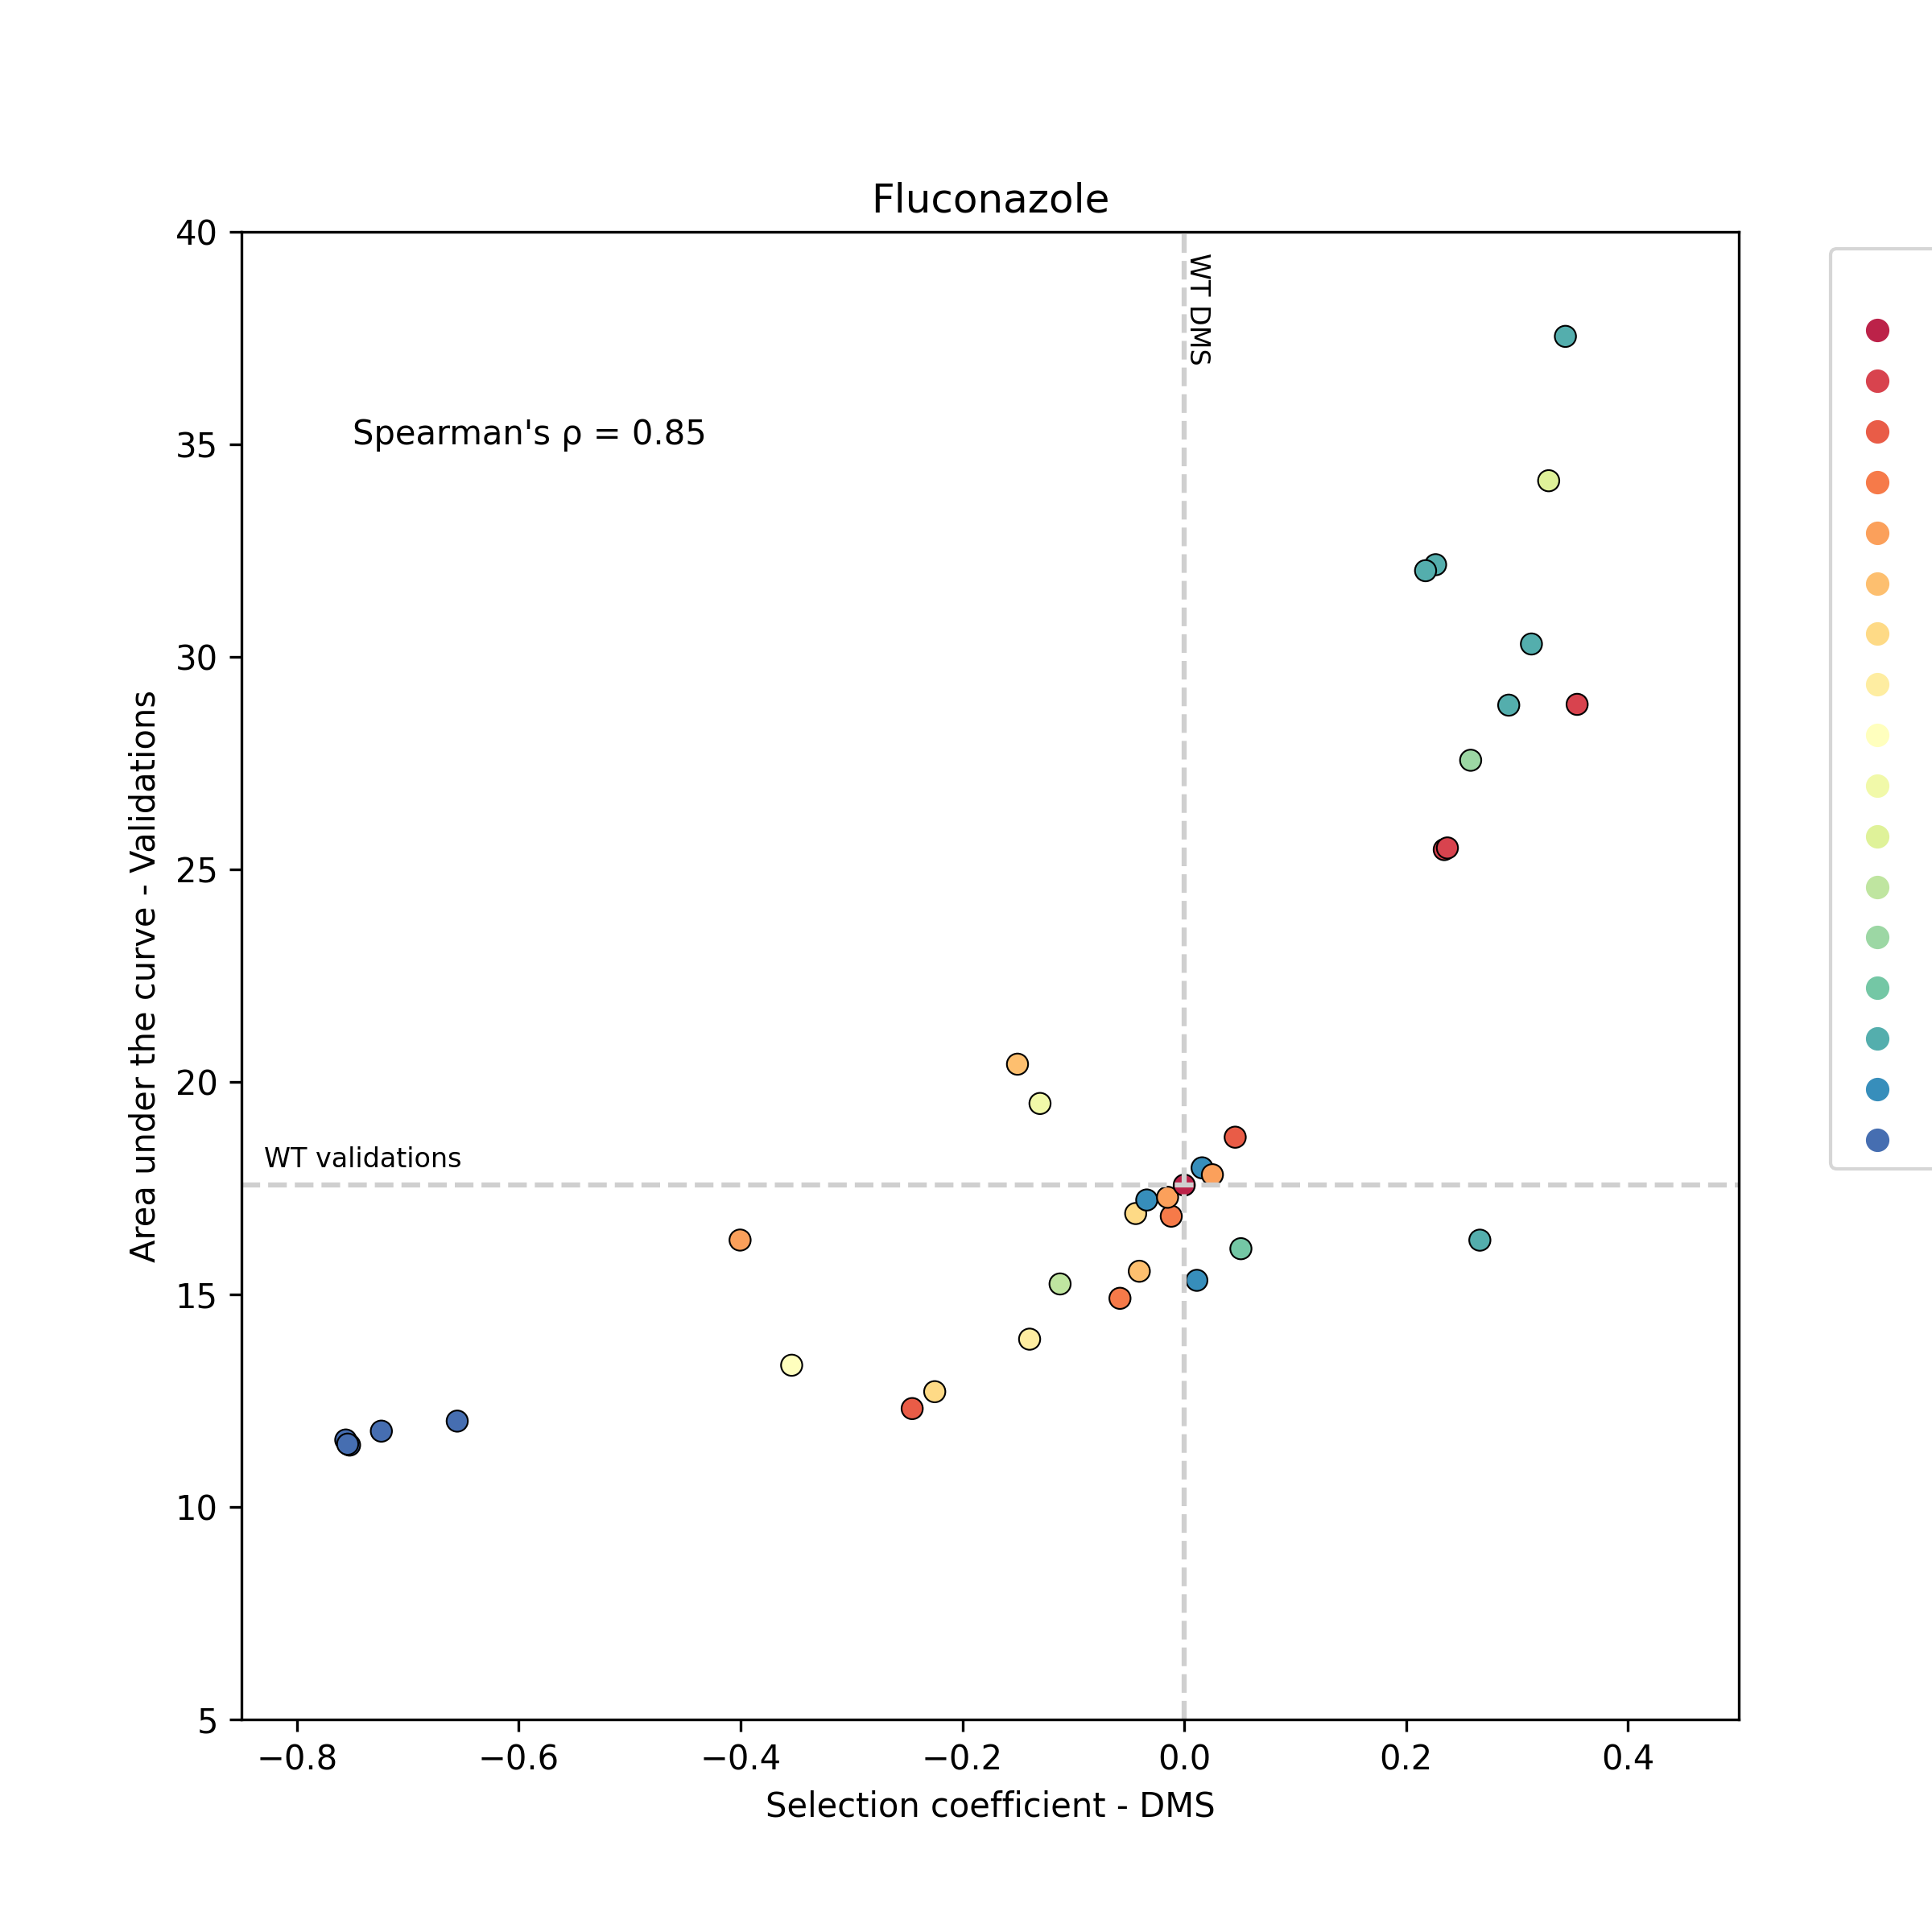 Fluconazole
40
35
30
25
20
15
10
5
Area under the curve - Validations
Spearman's ρ = 0.85
WT DMS
WT validations
−0.8
−0.6
−0.4
−0.2
0.0
0.2
0.4
Selection coefficient - DMS